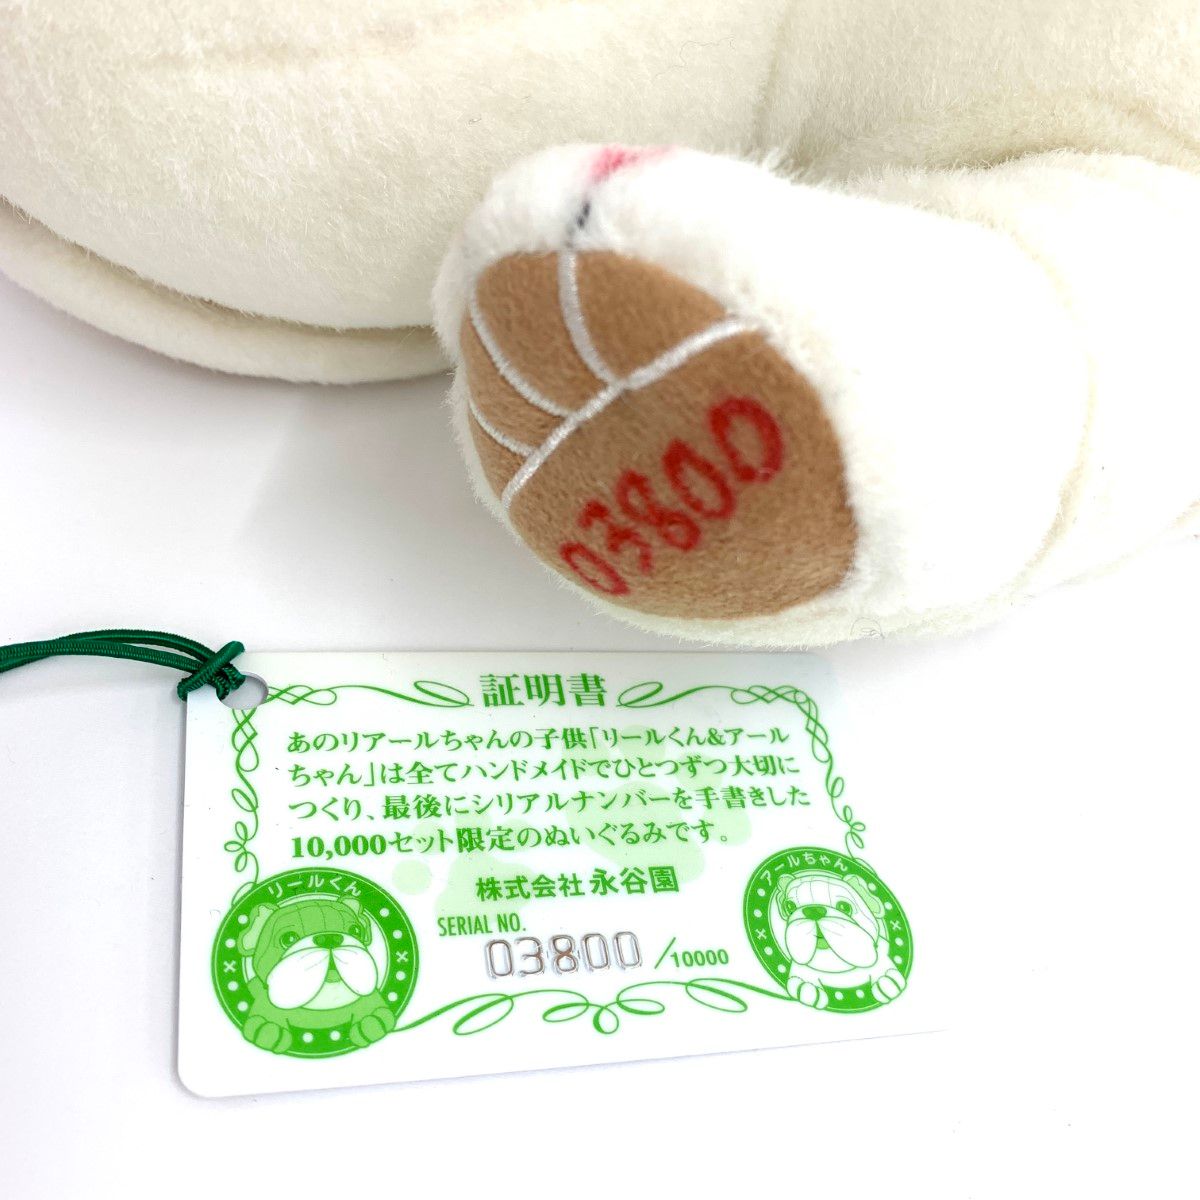 03800
証明書
あのリアールちゃんの子供「リールくん&アール
ちゃん」は全てハンドメイドでひとつずつ大切に
つくり、最後にシリアルナンバーを手書きした
10,000セット限定のぬいぐるみです。
株式会社 永谷園
リールくん
アールちゃん
SERIAL NO.
03800 /10000